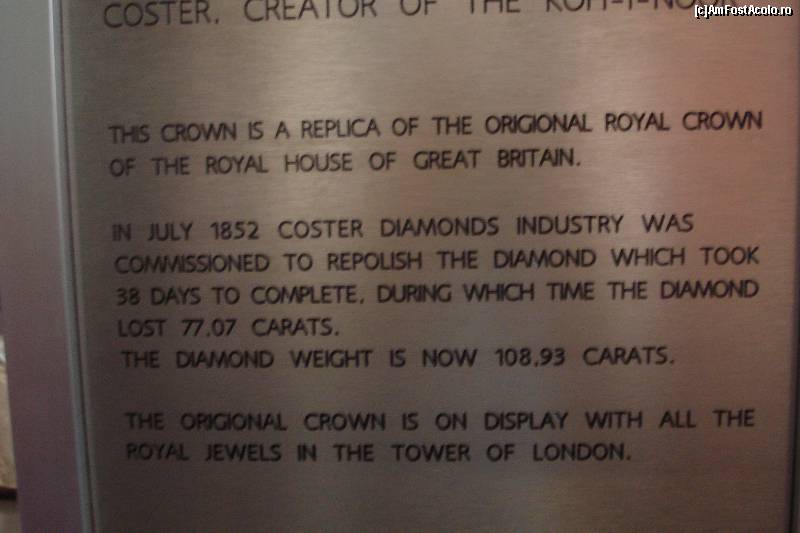 [c]AmFostAcolo.ro
COSTER, CREATOR OF THE KOH-I-NOOR
THIS CROWN IS A REPLICA OF THE ORIGIONAL ROYAL CROWN
OF THE ROYAL HOUSE OF GREAT BRITAIN.
IN JULY 1852 COSTER DIAMONDS INDUSTRY WAS
COMMISSIONED TO REPOLISH THE DIAMOND WHICH TOOK
38 DAYS TO COMPLETE, DURING WHICH TIME THE DIAMOND
LOST 77.07 CARATS.
THE DIAMOND WEIGHT IS NOW 108.93 CARATS.
THE ORIGIONAL CROWN IS ON DISPLAY WITH ALL THE
ROYAL JEWELS IN THE TOWER OF LONDON.